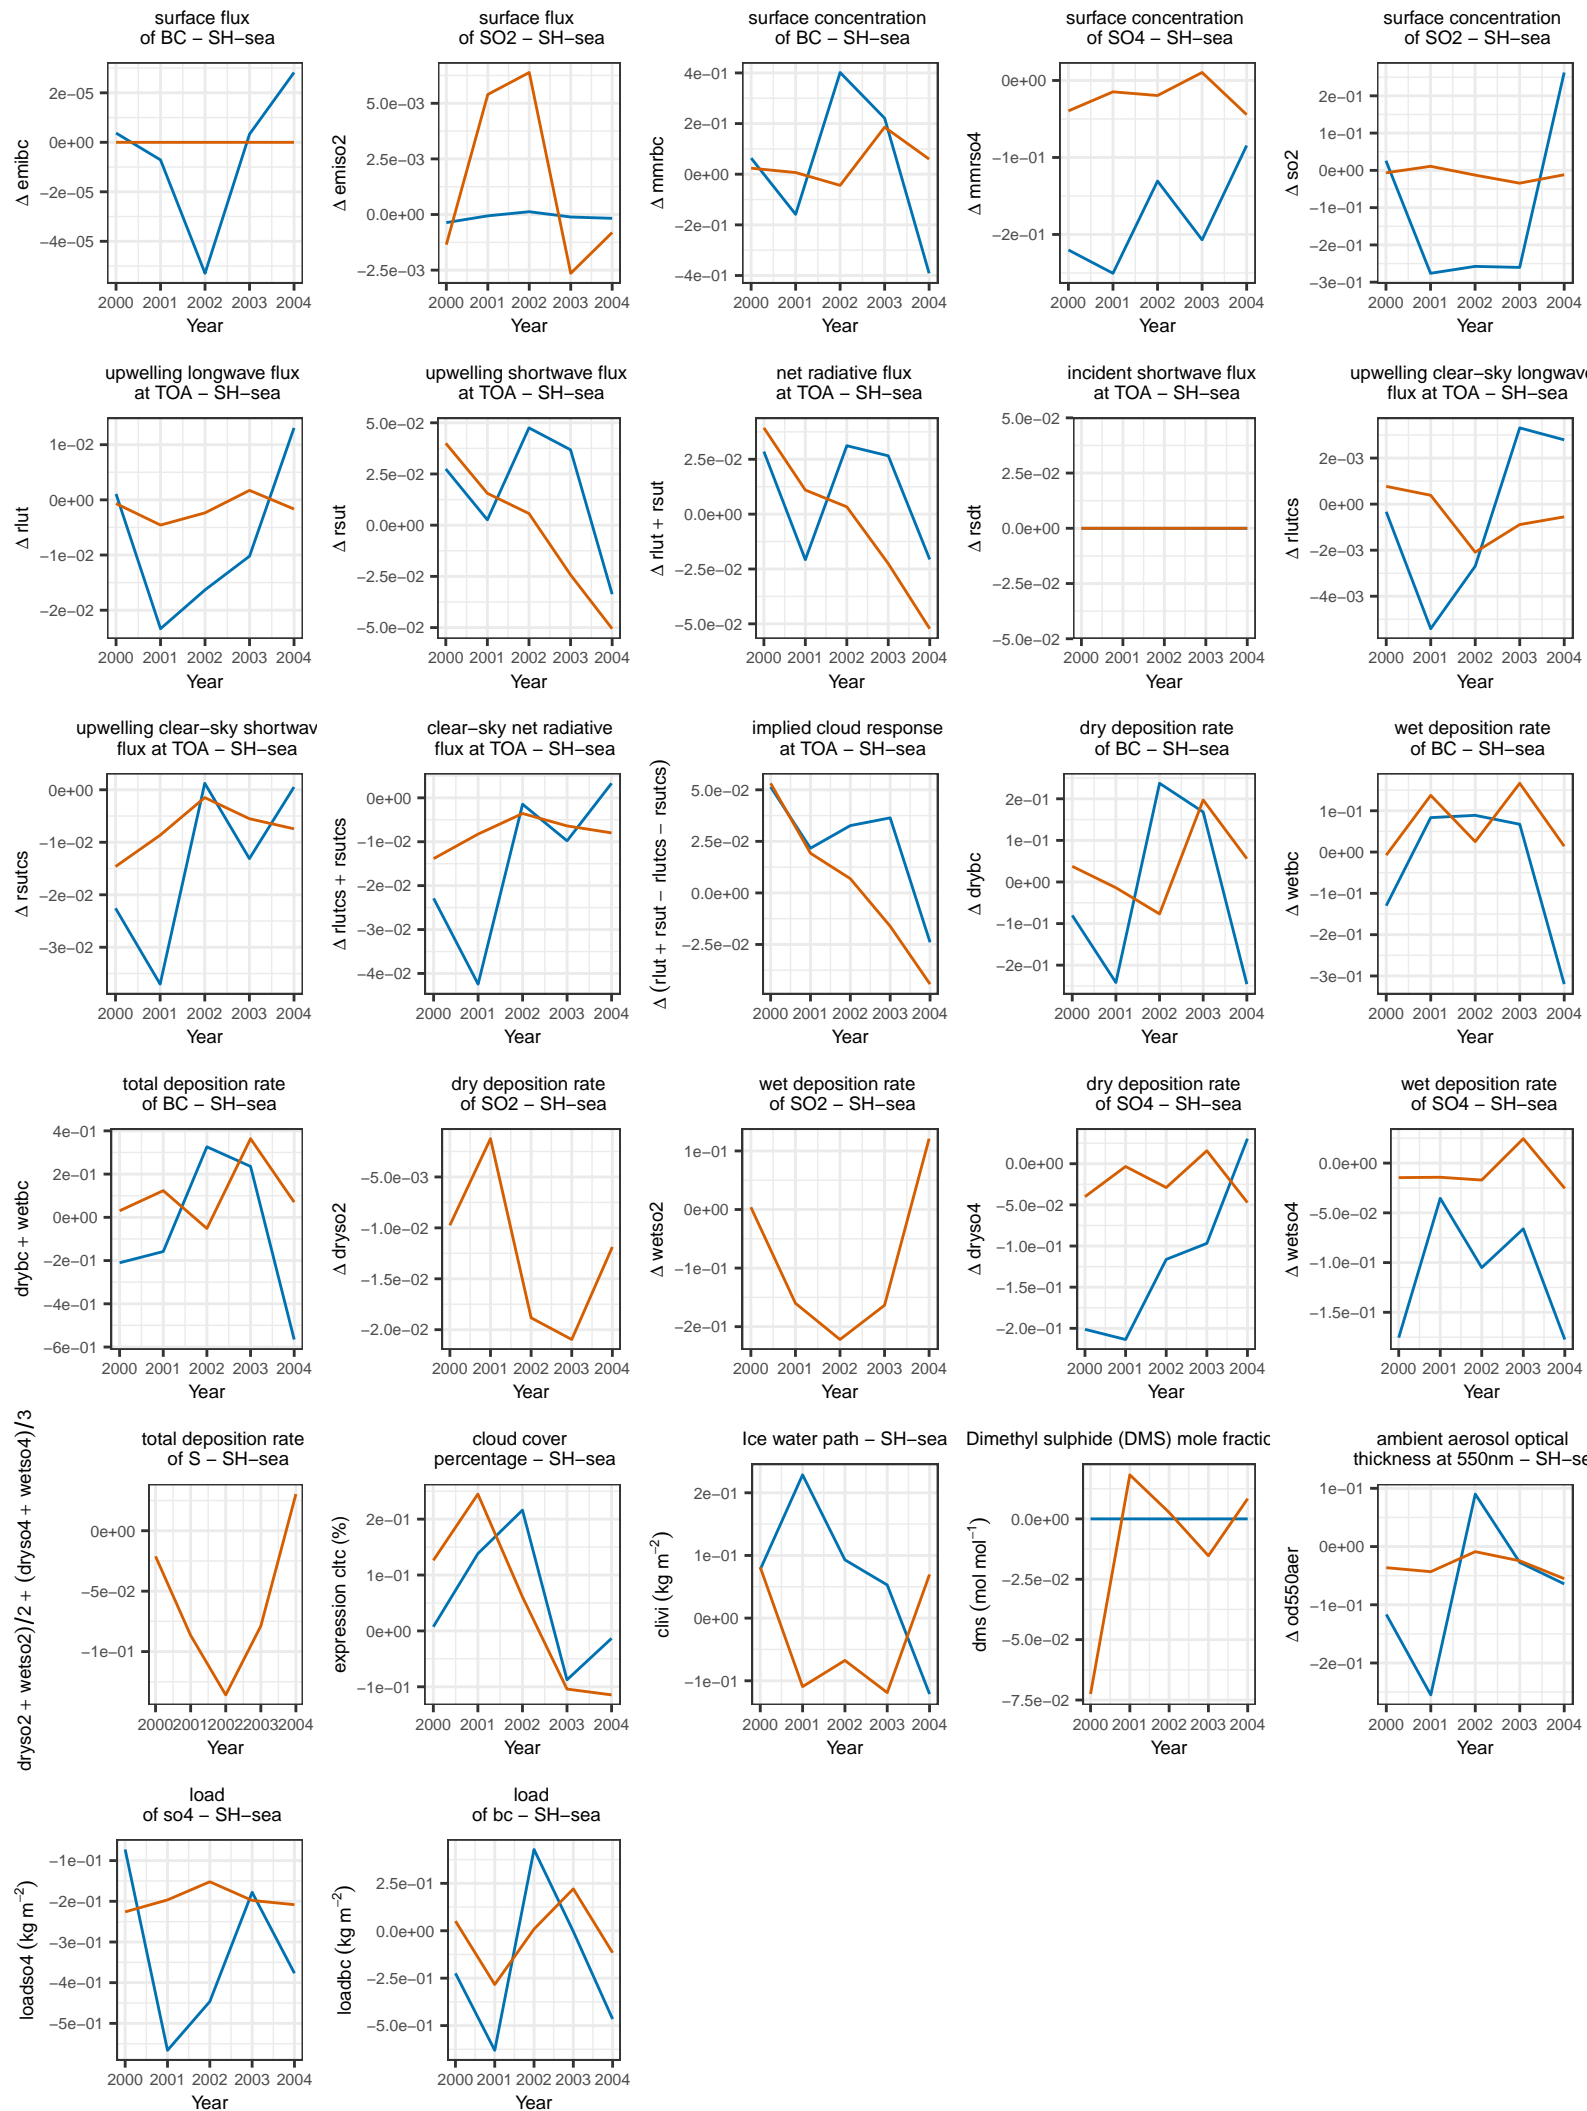 surface flux
of BC − SH−sea
Δ emibc
2e−05
0e+00
−2e−05
−4e−05
2000 2001 2002 2003 2004
Year
surface flux
of SO2 − SH−sea
Δ emiso2
5.0e−03
2.5e−03
0.0e+00
−2.5e−03
2000 2001 2002 2003 2004
Year
surface concentration
of BC − SH−sea
Δ mmrbc
4e−01
2e−01
0e+00
−2e−01
−4e−01
2000 2001 2002 2003 2004
Year
surface concentration
of SO4 − SH−sea
Δ mmrso4
0e+00
−1e−01
−2e−01
2000 2001 2002 2003 2004
Year
surface concentration
of SO2 − SH−sea
Δ so2
2e−01
1e−01
0e+00
−1e−01
−2e−01
−3e−01
2000 2001 2002 2003 2004
Year
upwelling longwave flux
at TOA − SH−sea
Δ rlut
1e−02
0e+00
−1e−02
−2e−02
2000 2001 2002 2003 2004
Year
upwelling shortwave flux
at TOA − SH−sea
Δ rsut
5.0e−02
2.5e−02
0.0e+00
−2.5e−02
−5.0e−02
2000 2001 2002 2003 2004
Year
net radiative flux
at TOA − SH−sea
Δ rlut + rsut
2.5e−02
0.0e+00
−2.5e−02
−5.0e−02
2000 2001 2002 2003 2004
Year
incident shortwave flux
at TOA − SH−sea
Δ rsdt
5.0e−02
2.5e−02
0.0e+00
−2.5e−02
−5.0e−02
2000 2001 2002 2003 2004
Year
upwelling clear−sky longwave
flux at TOA − SH−sea
Δ rlutcs
2e−03
0e+00
−2e−03
−4e−03
2000 2001 2002 2003 2004
Year
upwelling clear−sky shortwav
flux at TOA − SH−sea
Δ rsutcs
0e+00
−1e−02
−2e−02
−3e−02
2000 2001 2002 2003 2004
Year
clear−sky net radiative
flux at TOA − SH−sea
Δ rlutcs + rsutcs
0e+00
−1e−02
−2e−02
−3e−02
−4e−02
2000 2001 2002 2003 2004
Year
implied cloud response
at TOA − SH−sea
Δ (rlut + rsut − rlutcs − rsutcs)
5.0e−02
2.5e−02
0.0e+00
−2.5e−02
2000 2001 2002 2003 2004
Year
dry deposition rate
of BC − SH−sea
Δ drybc
2e−01
1e−01
0e+00
−1e−01
−2e−01
2000 2001 2002 2003 2004
Year
wet deposition rate
of BC − SH−sea
Δ wetbc
1e−01
0e+00
−1e−01
−2e−01
−3e−01
2000 2001 2002 2003 2004
Year
total deposition rate
of BC − SH−sea
drybc + wetbc
4e−01
2e−01
0e+00
−2e−01
−4e−01
−6e−01
2000 2001 2002 2003 2004
Year
dry deposition rate
of SO2 − SH−sea
Δ dryso2
−5.0e−03
−1.0e−02
−1.5e−02
−2.0e−02
2000 2001 2002 2003 2004
Year
wet deposition rate
of SO2 − SH−sea
Δ wetso2
1e−01
0e+00
−1e−01
−2e−01
2000 2001 2002 2003 2004
Year
dry deposition rate
of SO4 − SH−sea
Δ dryso4
0.0e+00
−5.0e−02
−1.0e−01
−1.5e−01
−2.0e−01
2000 2001 2002 2003 2004
Year
wet deposition rate
of SO4 − SH−sea
Δ wetso4
0.0e+00
−5.0e−02
−1.0e−01
−1.5e−01
2000 2001 2002 2003 2004
Year
total deposition rate
of S − SH−sea
dryso2 + wetso2)/2 + (dryso4 + wetso4)/3
0e+00
−5e−02
−1e−01
2000 2001 2002 2003 2004
Year
cloud cover
percentage − SH−sea
expression cltc (%)
2e−01
1e−01
0e+00
−1e−01
2000 2001 2002 2003 2004
Year
Ice water path − SH−sea
clivi (kg m⁻²)
2e−01
1e−01
0e+00
−1e−01
2000 2001 2002 2003 2004
Year
Dimethyl sulphide (DMS) mole fractic
dms (mol mol⁻¹)
0.0e+00
−2.5e−02
−5.0e−02
−7.5e−02
2000 2001 2002 2003 2004
Year
ambient aerosol optical
thickness at 550nm − SH−se
Δ od550aer
1e−01
0e+00
−1e−01
−2e−01
2000 2001 2002 2003 2004
Year
load
of so4 − SH−sea
loadso4 (kg m⁻²)
−1e−01
−2e−01
−3e−01
−4e−01
−5e−01
2000 2001 2002 2003 2004
Year
load
of bc − SH−sea
loadbc (kg m⁻²)
2.5e−01
0.0e+00
−2.5e−01
−5.0e−01
2000 2001 2002 2003 2004
Year